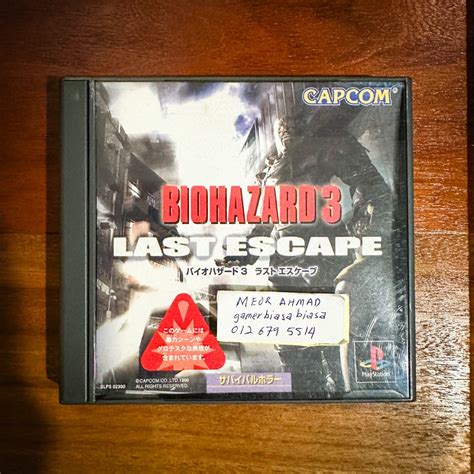 CAPCOM
BIOHAZARD 3
LAST ESCAPE
バイオハザード3 ラストエスケープ
MEOR AHMAD
gamerbiasabiasa
012 679 5514
このゲームには
暴力シーンや
グロテスクな表現が
含まれています。
©CAPCOM CO.,LTD.1999
ALL RIGHTS RESERVED.
SLPS 02300
サバイバルホラー
PlayStation